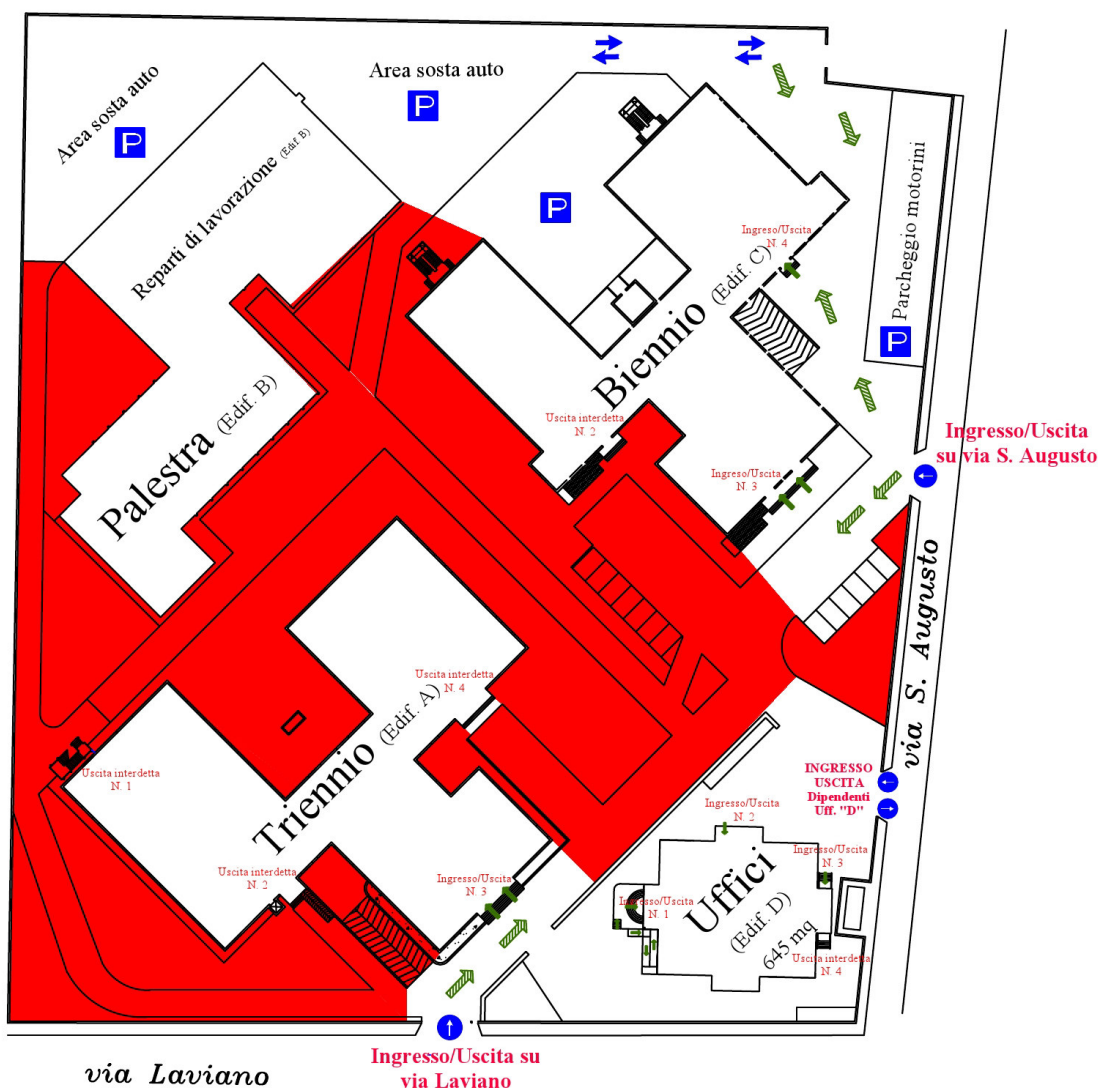 Area sosta auto
P
Area sosta auto
P
Reparti di lavorazione (Edif. B)
P
Ingreso/Uscita
N. 4
Biennio (Edif. C)
Parcheggio motorini
P
Palestra (Edif. B)
Uscita interdetta
N. 2
Ingreso/Uscita
N. 3
Ingresso/Uscita
su via S. Augusto
via S. Augusto
Triennio (Edif. A)
Uscita interdetta
N. 4
Uscita interdetta
N. 1
Uscita interdetta
N. 2
Ingresso/Uscita
N. 3
INGRESSO
USCITA
Dipendenti
Uff. "D"
Ingresso/Uscita
N. 2
Ingresso/Uscita
N. 3
Ingresso/Uscita
N. 1
Uffici
(Edif. D)
645 mq
Uscita interdetta
N. 4
Ingresso/Uscita su
via Laviano
via Laviano